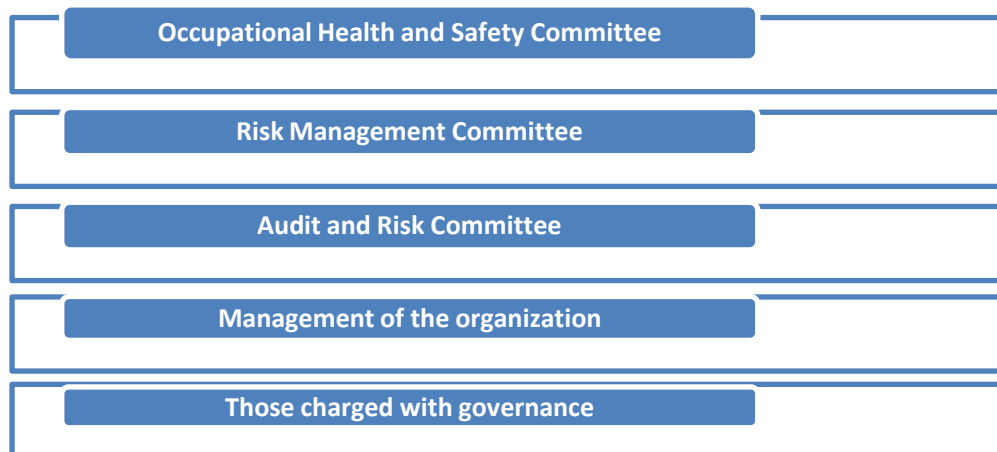 Occupational Health and Safety Committee
Risk Management Committee
Audit and Risk Committee
Management of the organization
Those charged with governance